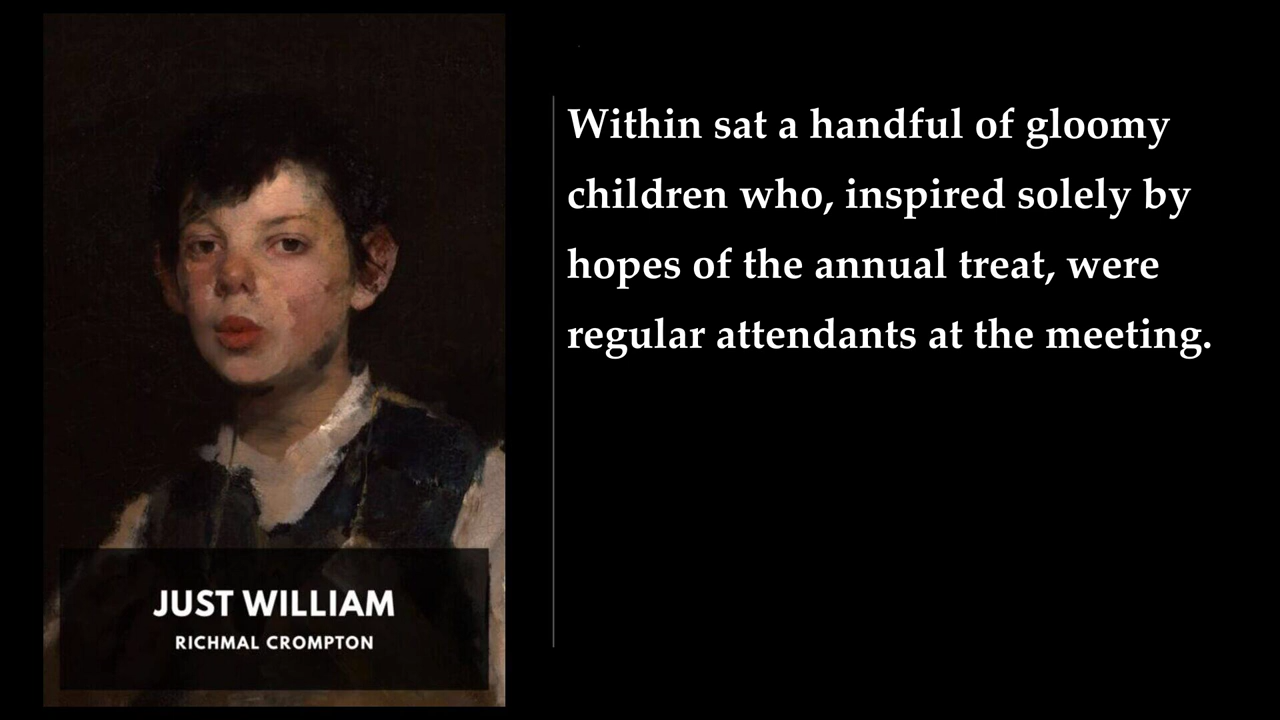 JUST WILLIAM
RICHMAL CROMPTON
Within sat a handful of gloomy
children who, inspired solely by
hopes of the annual treat, were
regular attendants at the meeting.